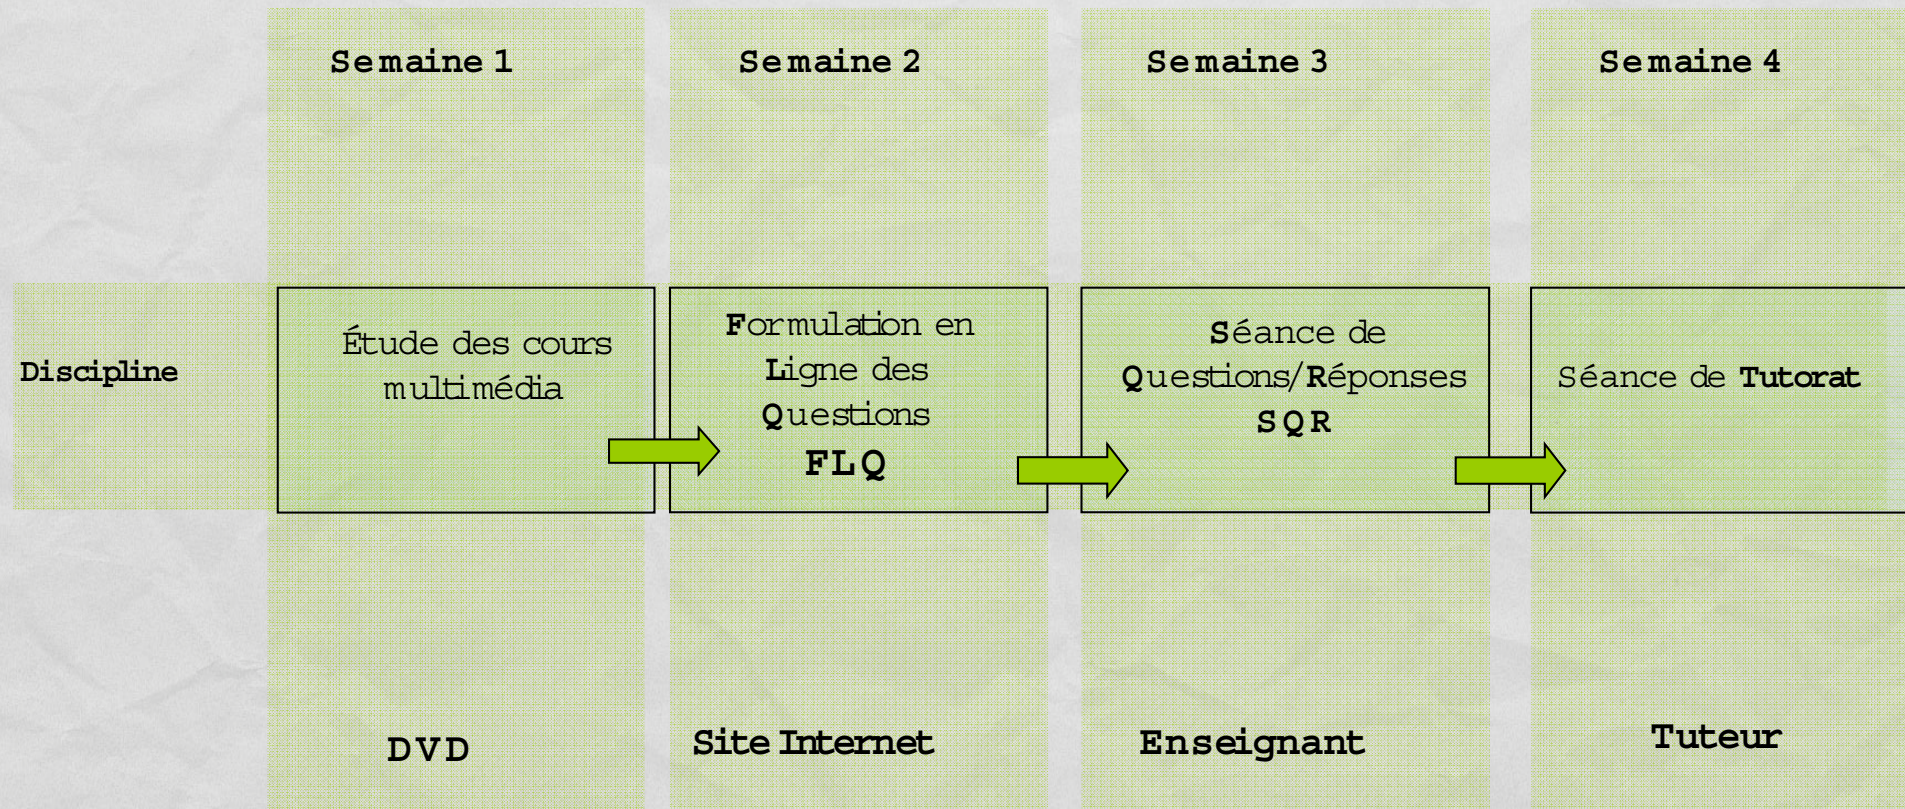 Semaine 1
Semaine 2
Semaine 3
Semaine 4
Discipline
Étude des cours
multimédia
Formulation en
Ligne des
Questions
FLQ
Séance de
Questions/Réponses
SQR
Séance de Tutorat
DVD
Site Internet
Enseignant
Tuteur